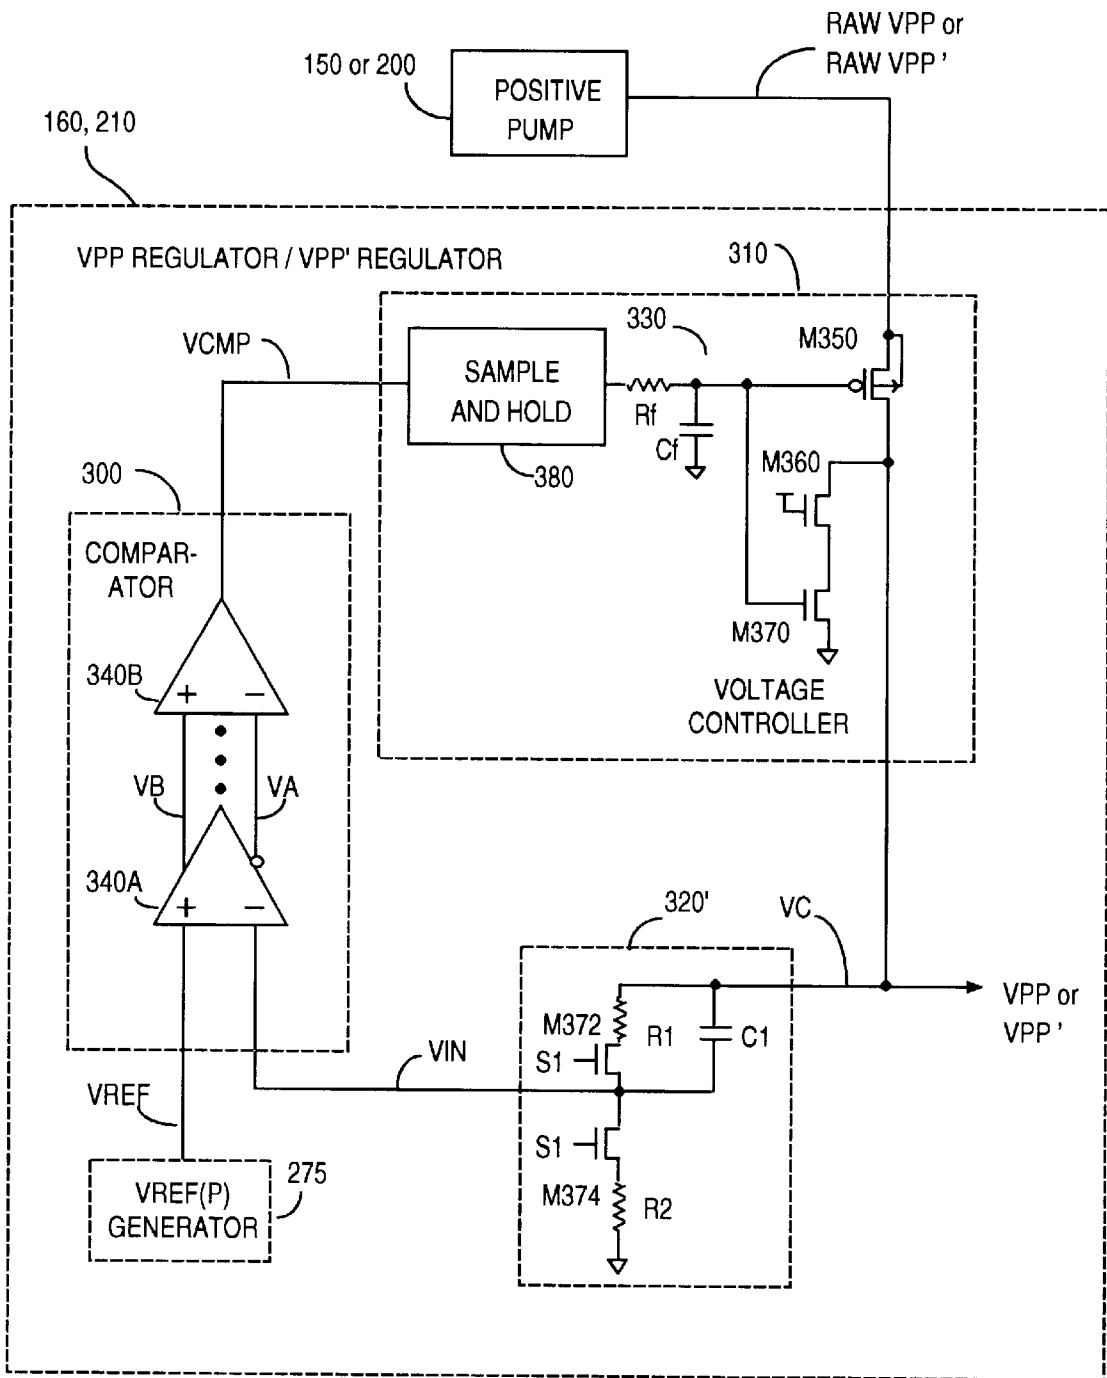 RAW VPP or
RAW VPP '
150 or 200
POSITIVE
PUMP
160, 210
VPP REGULATOR / VPP' REGULATOR
310
VCMP
330
M350
SAMPLE
AND HOLD
Rf
Cf
380
M360
300
COMPAR-
ATOR
M370
340B
+ −
VOLTAGE
CONTROLLER
VB
VA
340A
+ −
320'
VC
VPP or
VPP '
M372
R1
C1
S1
VIN
VREF
S1
275
M374
R2
VREF(P)
GENERATOR